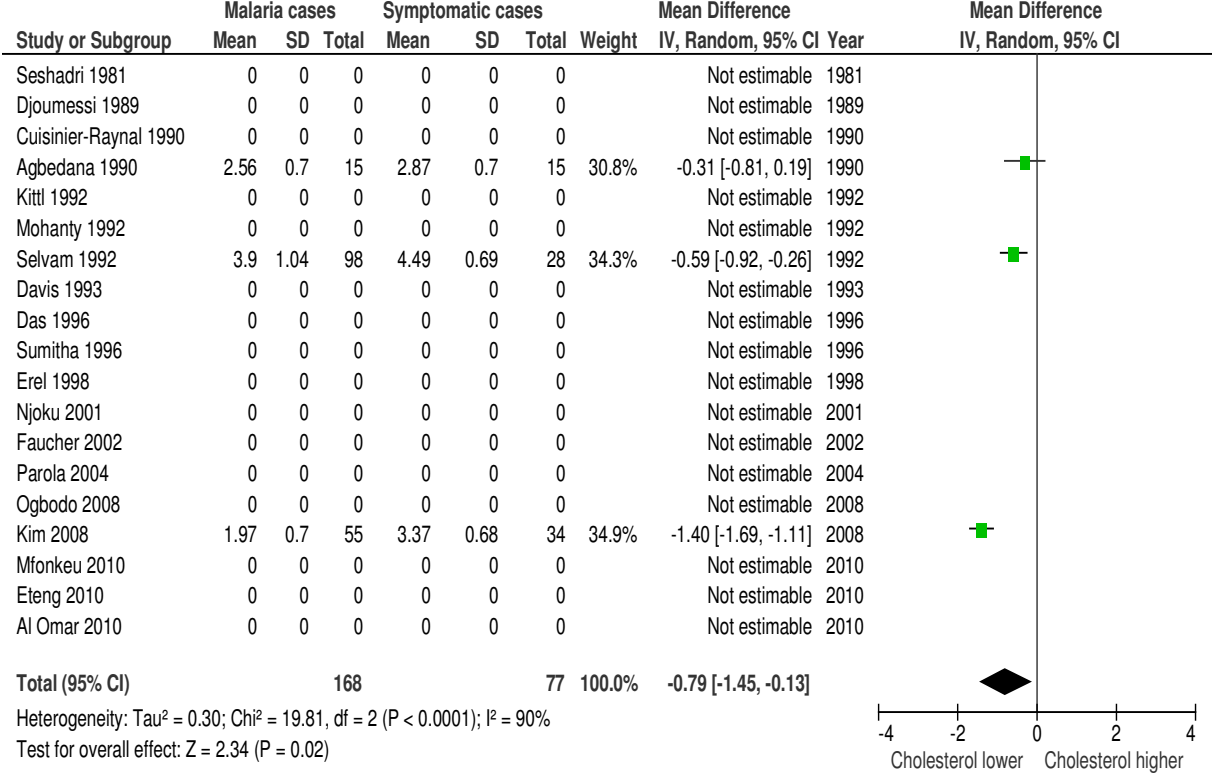 Malaria cases Symptomatic cases Mean Difference Mean Difference
Study or Subgroup Mean SD Total Mean SD Total Weight IV, Random, 95% CI Year IV, Random, 95% CI
Seshadri 1981 0 0 0 0 0 0 Not estimable 1981
Djoumessi 1989 0 0 0 0 0 0 Not estimable 1989
Cuisinier-Raynal 1990 0 0 0 0 0 0 Not estimable 1990
Agbedana 1990 2.56 0.7 15 2.87 0.7 15 30.8% -0.31 [-0.81, 0.19] 1990
Kittl 1992 0 0 0 0 0 0 Not estimable 1992
Mohanty 1992 0 0 0 0 0 0 Not estimable 1992
Selvam 1992 3.9 1.04 98 4.49 0.69 28 34.3% -0.59 [-0.92, -0.26] 1992
Davis 1993 0 0 0 0 0 0 Not estimable 1993
Das 1996 0 0 0 0 0 0 Not estimable 1996
Sumitha 1996 0 0 0 0 0 0 Not estimable 1996
Erel 1998 0 0 0 0 0 0 Not estimable 1998
Njoku 2001 0 0 0 0 0 0 Not estimable 2001
Faucher 2002 0 0 0 0 0 0 Not estimable 2002
Parola 2004 0 0 0 0 0 0 Not estimable 2004
Ogbodo 2008 0 0 0 0 0 0 Not estimable 2008
Kim 2008 1.97 0.7 55 3.37 0.68 34 34.9% -1.40 [-1.69, -1.11] 2008
Mfonkeu 2010 0 0 0 0 0 0 Not estimable 2010
Eteng 2010 0 0 0 0 0 0 Not estimable 2010
Al Omar 2010 0 0 0 0 0 0 Not estimable 2010
Total (95% CI) 168 77 100.0% -0.79 [-1.45, -0.13]
Heterogeneity: Tau² = 0.30; Chi² = 19.81, df = 2 (P < 0.0001); I² = 90%
Test for overall effect: Z = 2.34 (P = 0.02)
-4 -2 0 2 4
Cholesterol lower Cholesterol higher